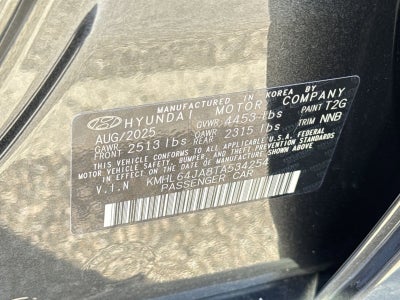 MANUFACTURED IN KOREA BY
HYUNDAI MOTOR COMPANY
AUG/2025 GVWR 4453 lbs PAINT T2G
GAWR FRONT 2513 lbs GAWR REAR 2315 lbs TRIM NNB
THIS VEHICLE CONFORMS TO ALL APPLICABLE U.S.A. FEDERAL
MOTOR VEHICLE SAFETY, BUMPER, AND THEFT PREVENTION STANDARDS
IN EFFECT ON THE DATE OF MANUFACTURE SHOWN ABOVE.
V.I.N KMHL64JA8TA534254
PASSENGER CAR